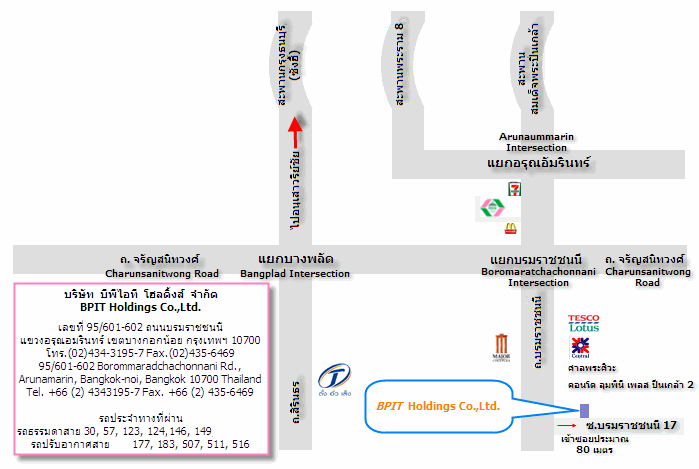 สะพานกรุงธนบุรี
(ซังฮี้)
สะพานพระราม 8
สะพาน
สมเด็จพระปิ่นเกล้า
Arunaummarin
Intersection
แยกอรุณอัมรินทร์
ไปอนุเสาวรีย์ชัย
7
ถ. จรัญสนิทวงศ์
Charunsanitwong Road
แยกบางพลัด
Bangplad Intersection
แยกบรมราชชนนี
Boromaratchachonnani
Intersection
ถ. จรัญสนิทวงศ์
Charunsanitwong
Road
บริษัท บีพีไอที โฮลดิ้งส์ จำกัด
BPIT Holdings Co.,Ltd.
เลขที่ 95/601-602 ถนนบรมราชชนนี
แขวงอรุณอมรินทร์ เขตบางกอกน้อย กรุงเทพฯ 10700
โทร.(02)434-3195-7 Fax.(02)435-6469
95/601-602 Borommaradchachonnani Rd.,
Arunamarin, Bangkok-noi, Bangkok 10700 Thailand
Tel. +66 (2) 4343195-7 Fax. +66 (2) 435-6469
รถประจำทางที่ผ่าน
รถธรรมดาสาย 30, 57, 123, 124,146, 149
รถปรับอากาศสาย 177, 183, 507, 511, 516
ถ.สิรินธร
ตั้ง ฮั่ว เส็ง
ถ.บรมราชชนนี
MAJOR
TESCO
Lotus
Central
ศาลพระศิวะ
คอนโด ลุมพินี เพลส ปิ่นเกล้า 2
BPIT Holdings Co.,Ltd.
ซ.บรมราชชนนี 17
เข้าซอยประมาณ
80 เมตร